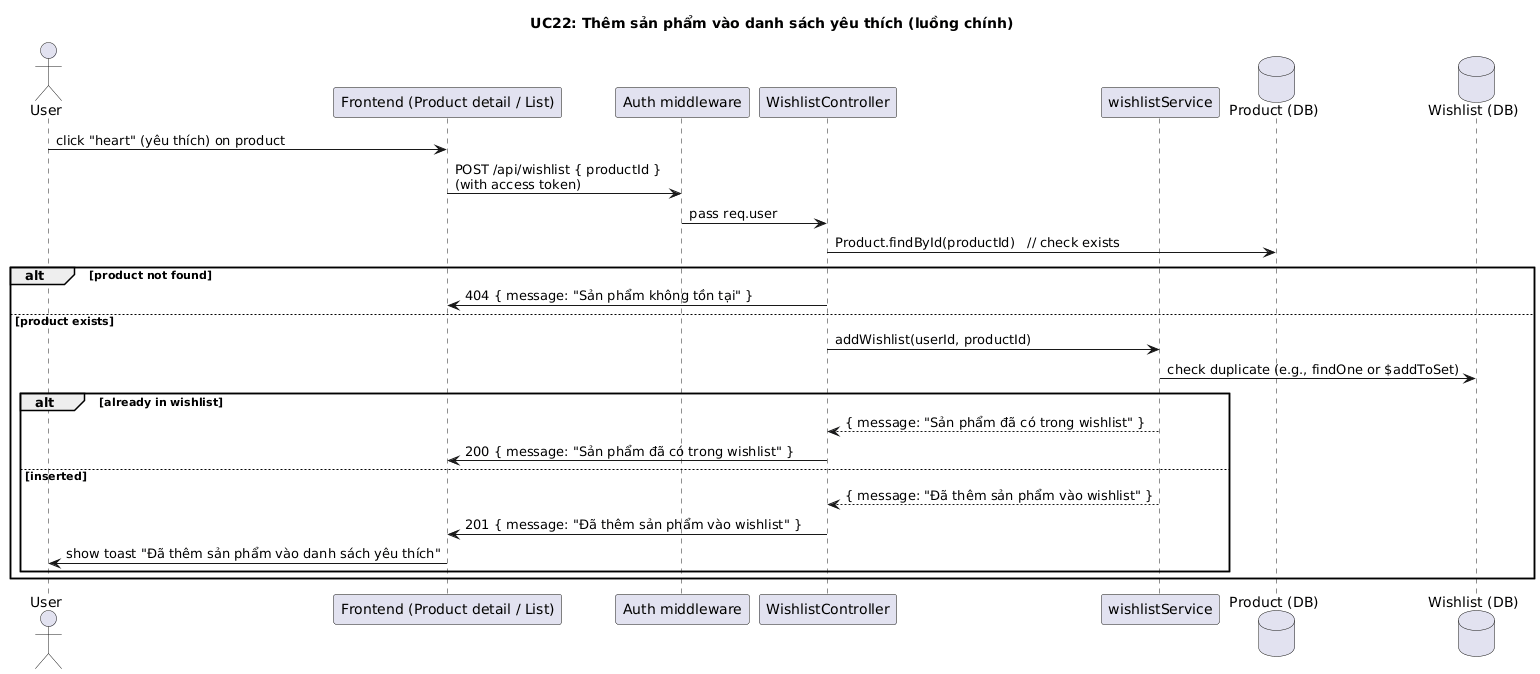 UC22: Thêm sản phẩm vào danh sách yêu thích (luồng chính)
User
Frontend (Product detail / List)
Auth middleware
WishlistController
wishlistService
Product (DB)
Wishlist (DB)
click "heart" (yêu thích) on product
POST /api/wishlist { productId }
(with access token)
pass req.user
Product.findById(productId)   // check exists
alt
[product not found]
404 { message: "Sản phẩm không tồn tại" }
[product exists]
addWishlist(userId, productId)
check duplicate (e.g., findOne or $addToSet)
alt
[already in wishlist]
{ message: "Sản phẩm đã có trong wishlist" }
200 { message: "Sản phẩm đã có trong wishlist" }
[inserted]
{ message: "Đã thêm sản phẩm vào wishlist" }
201 { message: "Đã thêm sản phẩm vào wishlist" }
show toast "Đã thêm sản phẩm vào danh sách yêu thích"
User
Frontend (Product detail / List)
Auth middleware
WishlistController
wishlistService
Product (DB)
Wishlist (DB)